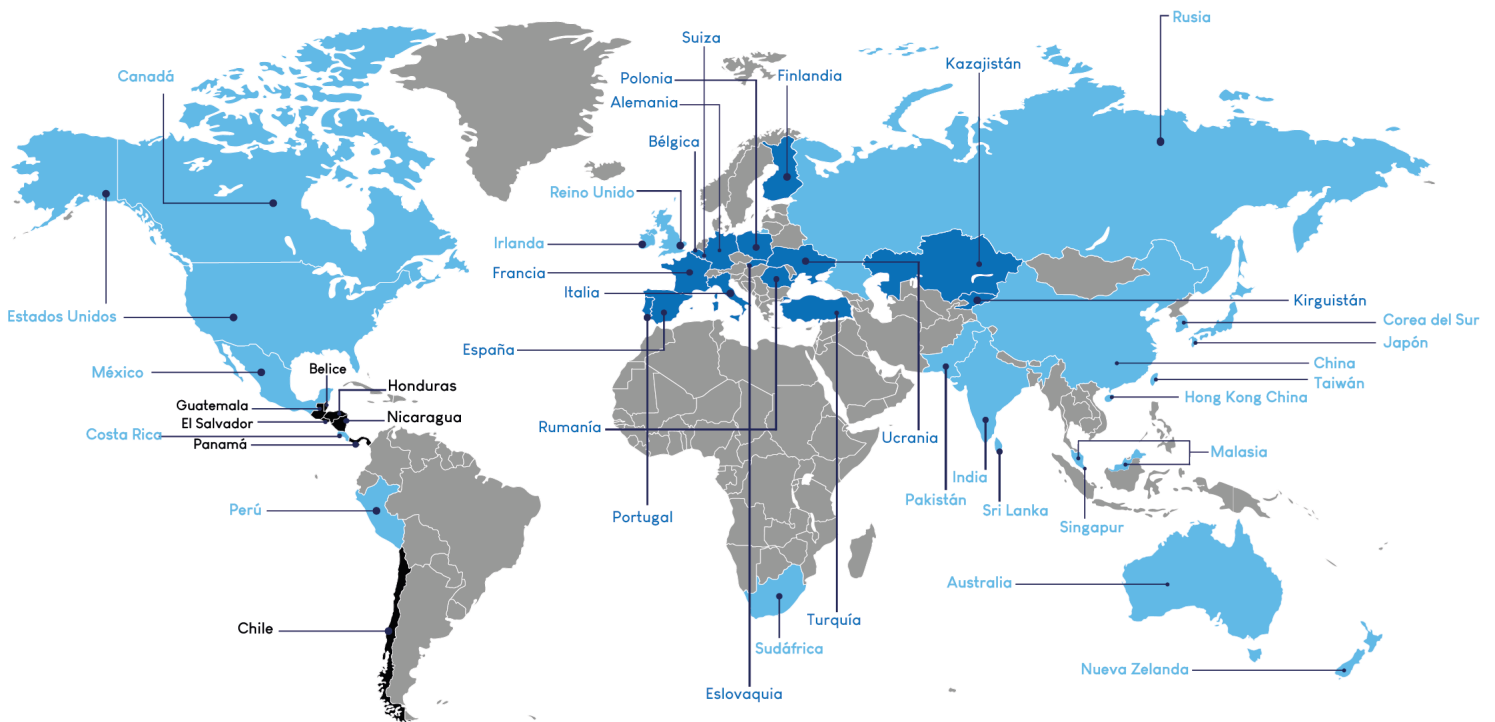 Rusia
Suiza
Kazajistán
Canadá
Polonia
Finlandia
Alemania
Bélgica
Reino Unido
Irlanda
Francia
Italia
Kirguistán
Estados Unidos
Corea del Sur
Japón
España
China
México
Belice
Taiwán
Honduras
Hong Kong China
Guatemala
Nicaragua
El Salvador
Costa Rica
Panamá
Rumanía
Ucrania
Malasia
India
Pakistán
Perú
Sri Lanka
Portugal
Singapur
Australia
Chile
Turquía
Sudáfrica
Nueva Zelanda
Eslovaquia